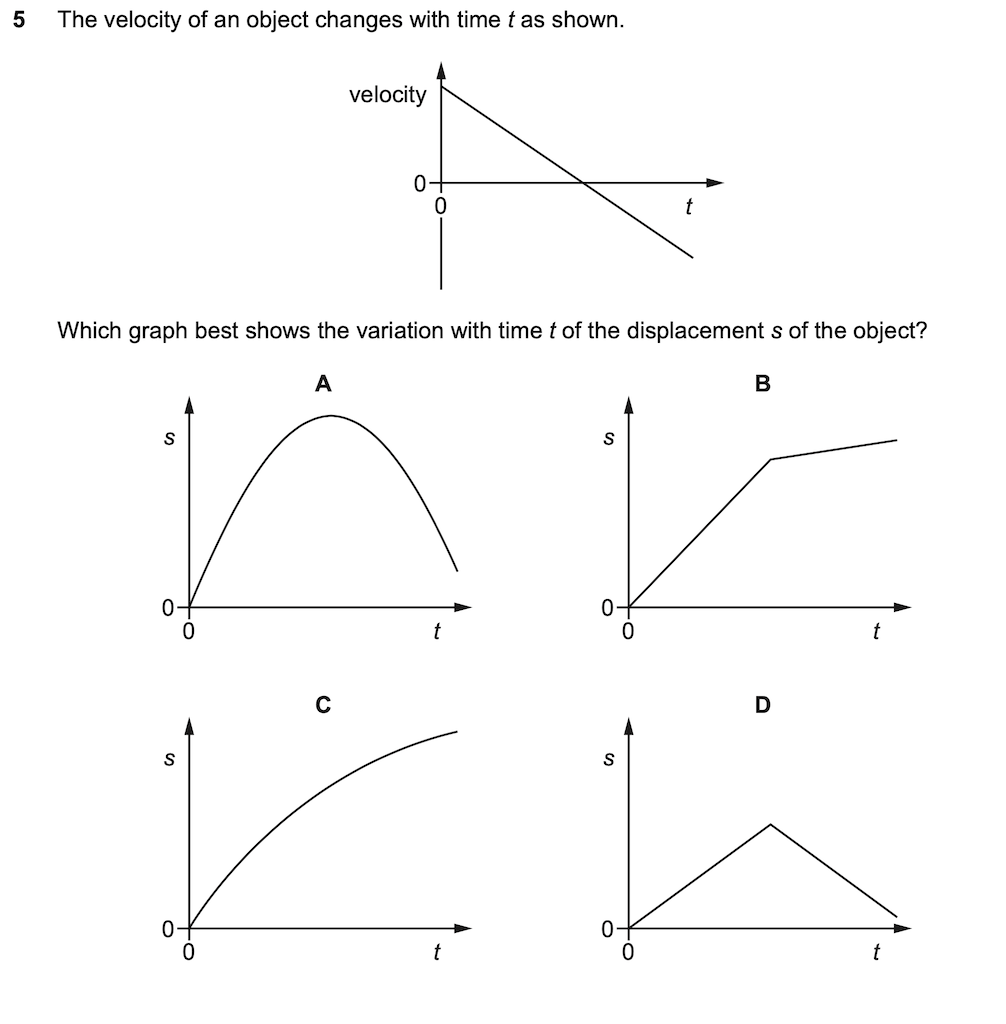 5 The velocity of an object changes with time t as shown.
velocity
0
0
t
Which graph best shows the variation with time t of the displacement s of the object?
A
s
0
0
t
B
s
0
0
t
C
s
0
0
t
D
s
0
0
t